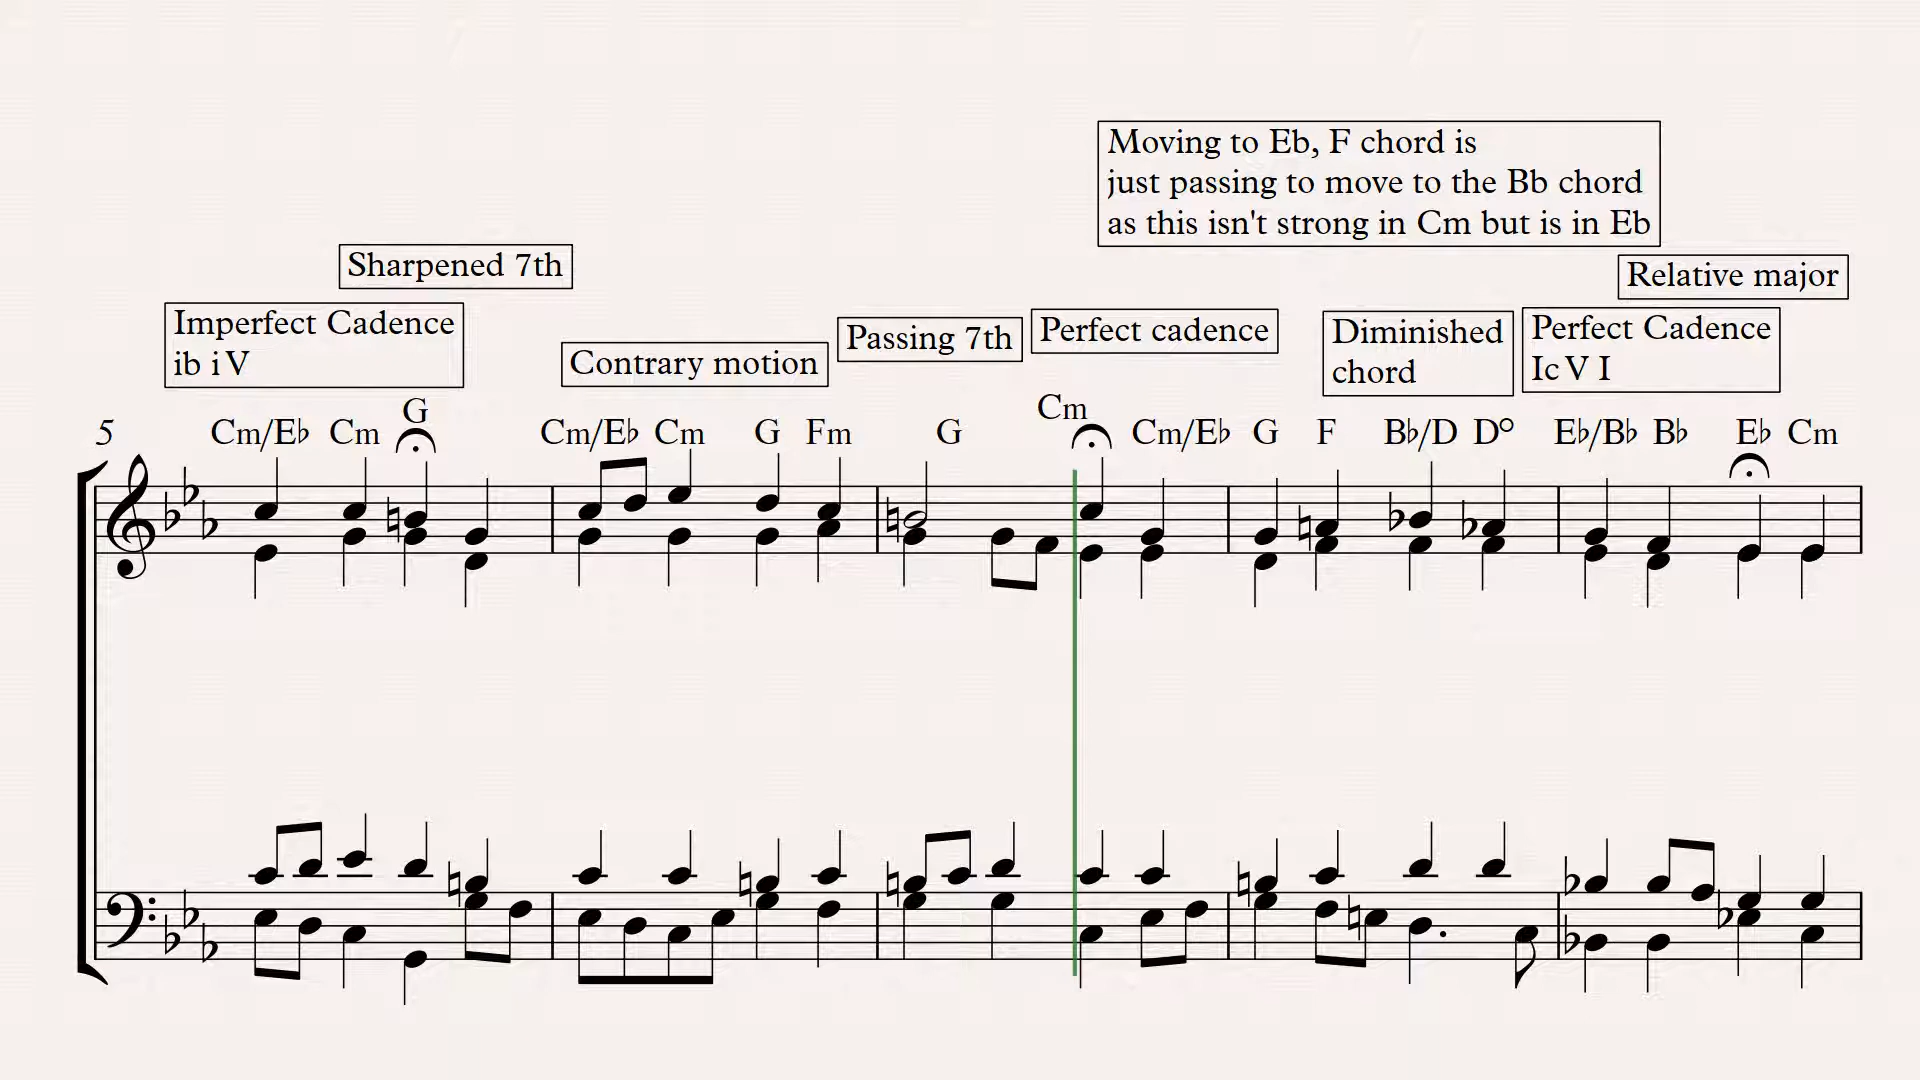 Moving to Eb, F chord is
just passing to move to the Bb chord
as this isn't strong in Cm but is in Eb
Sharpened 7th
Relative major
Imperfect Cadence
ib i V
Contrary motion
Passing 7th
Perfect cadence
Diminished
chord
Perfect Cadence
Ic V I
5 Cm/E♭ Cm G Cm/E♭ Cm G Fm G Cm Cm/E♭ G F B♭/D D° E♭/B♭ B♭ E♭ Cm